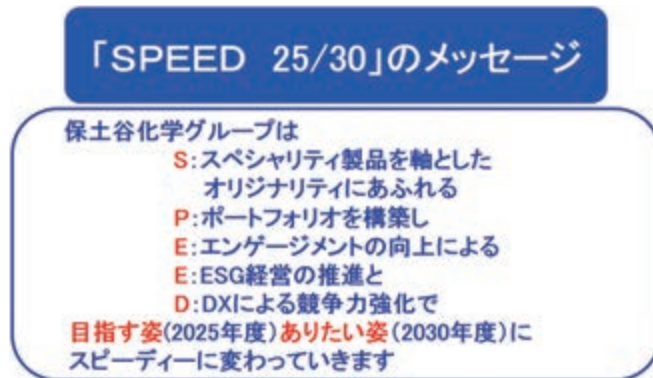 「SPEED 25/30」のメッセージ
保土谷化学グループは
S:スペシャリティ製品を軸とした
オリジナリティにあふれる
P:ポートフォリオを構築し
E:エンゲージメントの向上による
E:ESG経営の推進と
D:DXによる競争力強化で
目指す姿(2025年度)ありたい姿(2030年度)に
スピーディーに変わっていきます